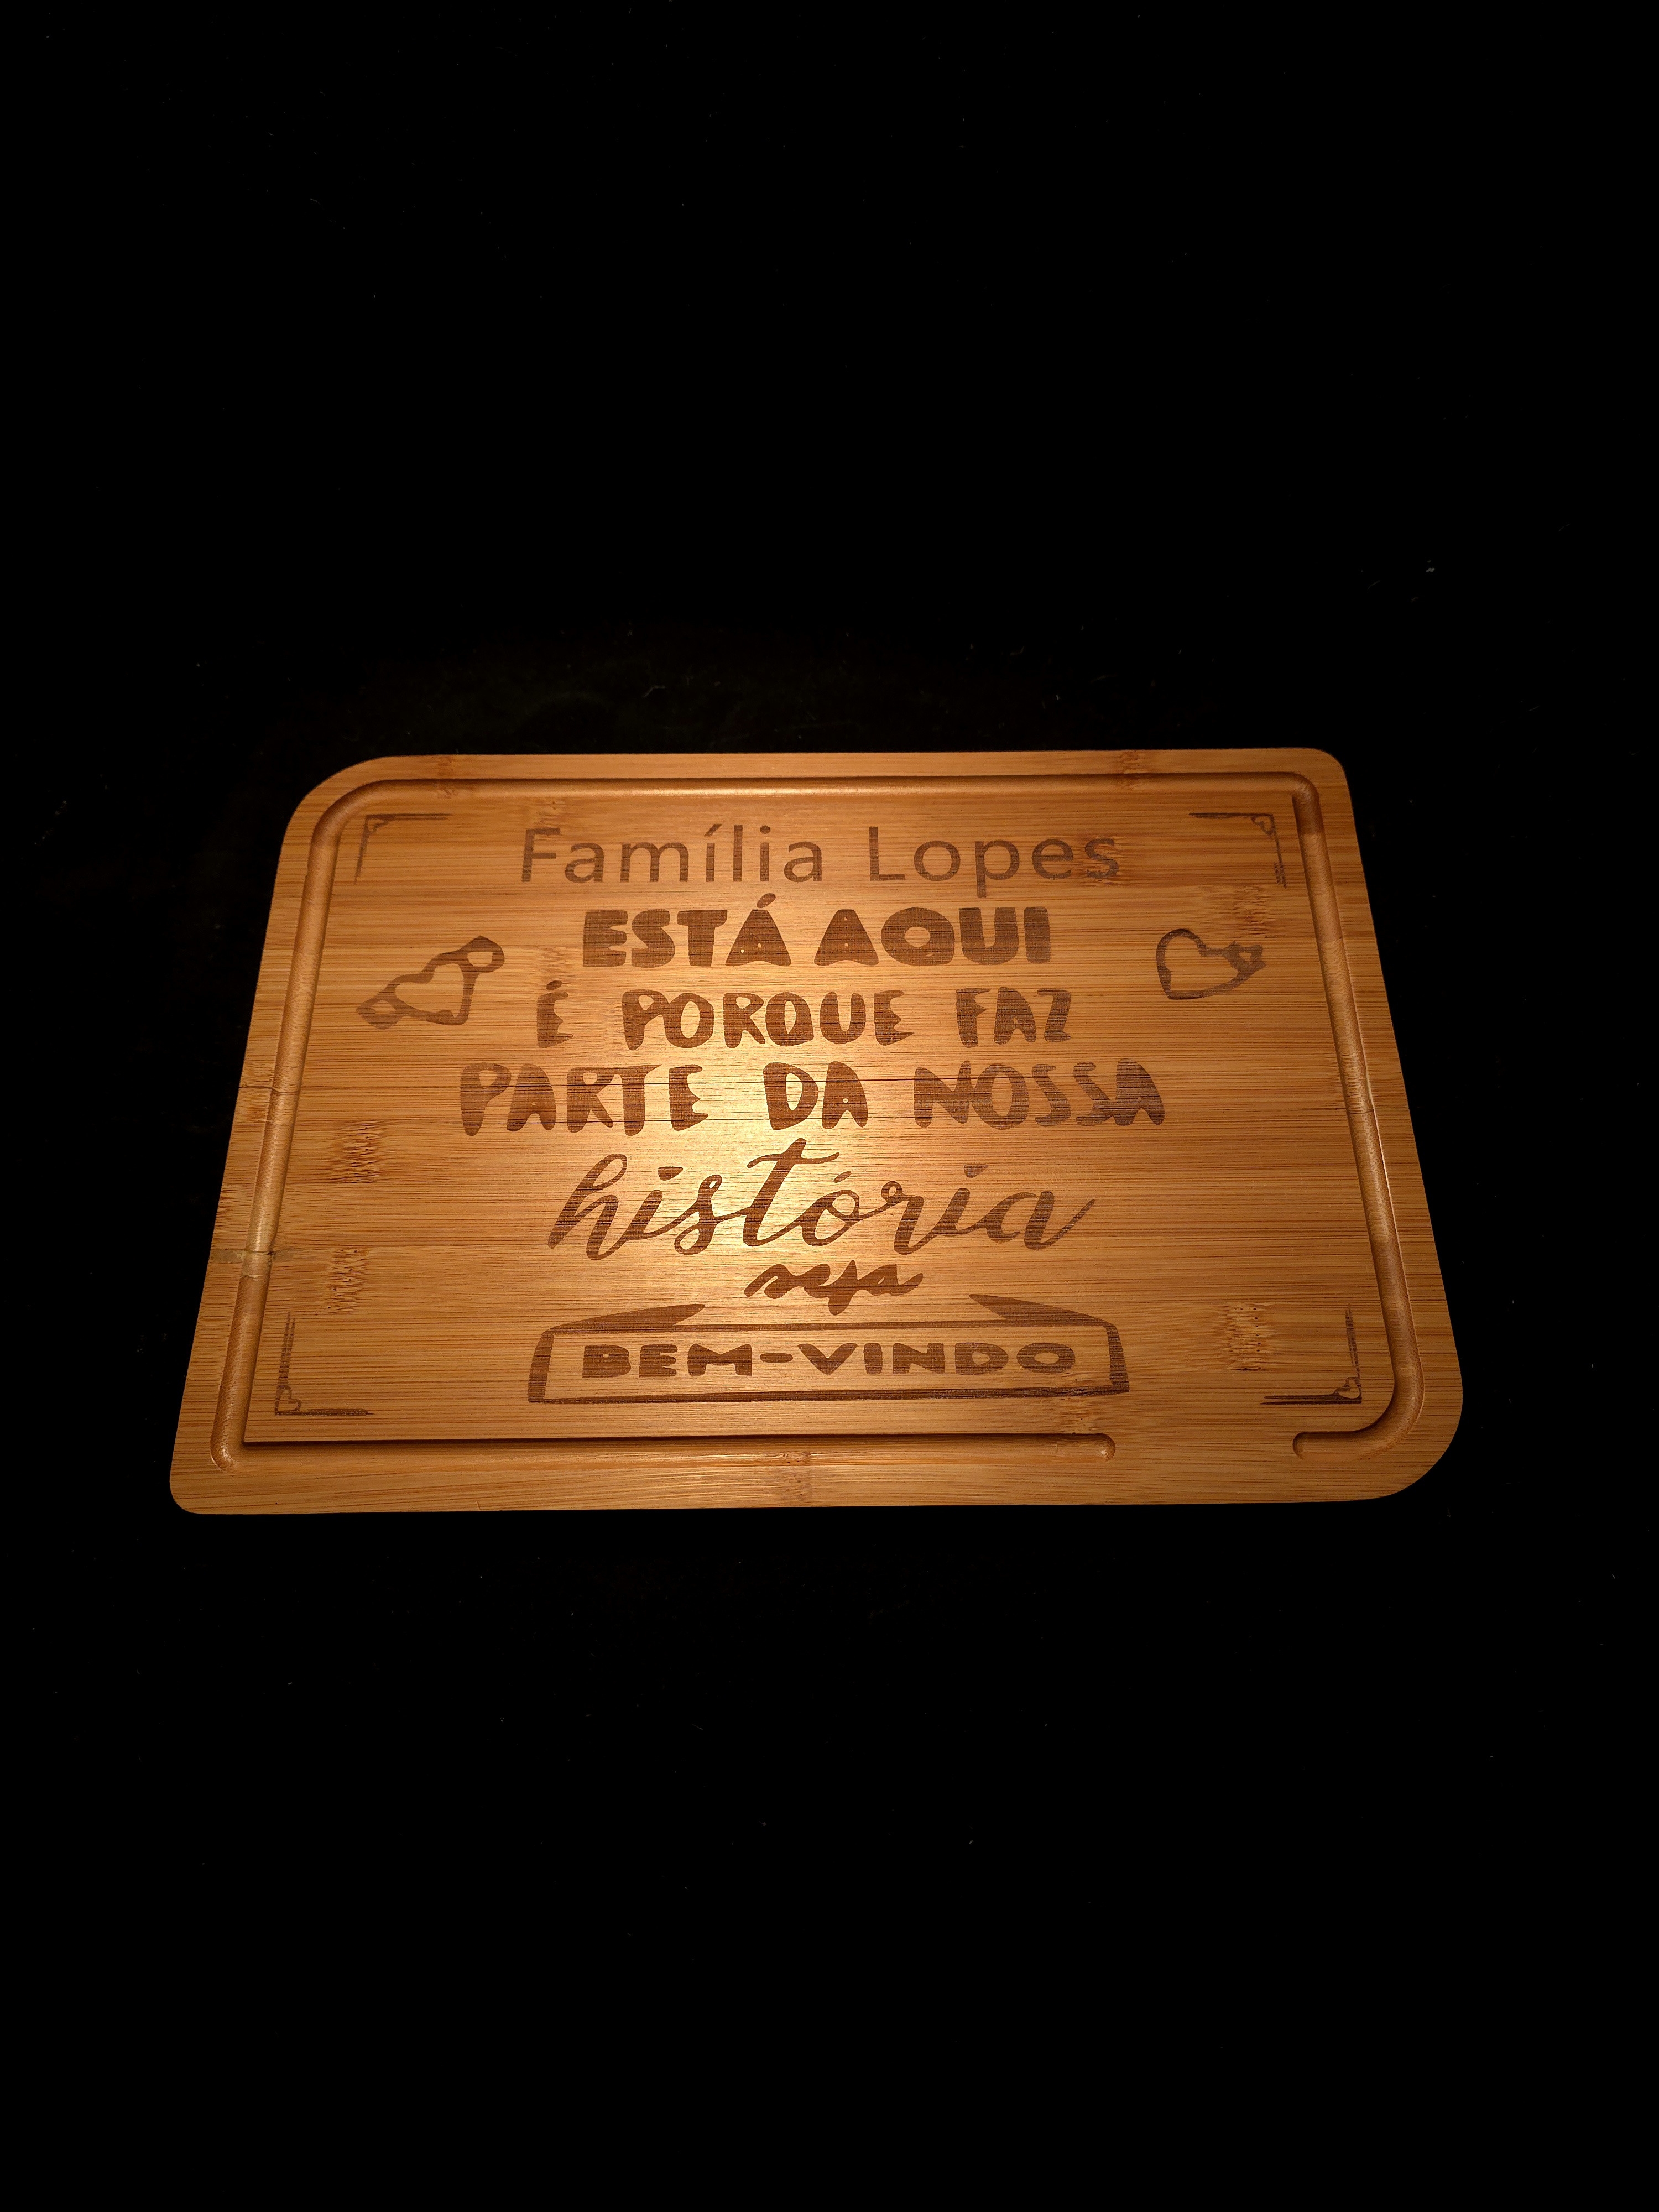 Família Lopes
ESTÁ AQUI
É PORQUE FAZ
PARTE DA NOSSA
história
seja
BEM-VINDO